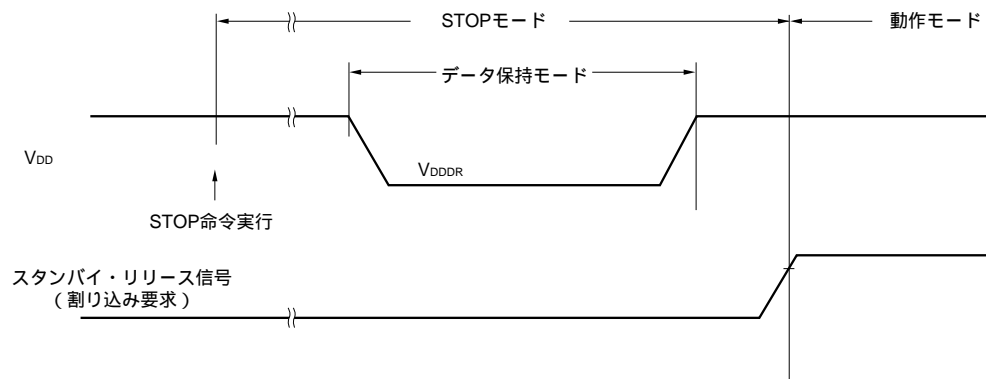 STOPモード
動作モード
データ保持モード
VDD
VDDDR
STOP命令実行
スタンバイ・リリース信号
（割り込み要求）